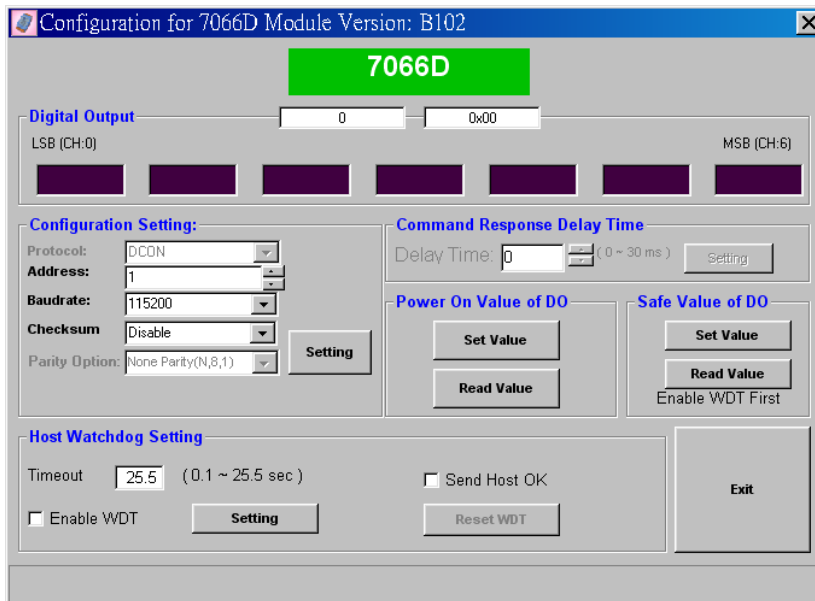 Configuration for 7066D Module Version: B102
7066D
Digital Output
0
0x00
LSB (CH:0)
MSB (CH:6)
Configuration Setting:
Protocol:
DCON
Address:
1
Baudrate:
115200
Checksum
Disable
Parity Option:
None Parity(N,8,1)
Setting
Command Response Delay Time
Delay Time:
0
( 0 ~ 30 ms )
Setting
Power On Value of DO
Set Value
Read Value
Safe Value of DO
Set Value
Read Value
Enable WDT First
Host Watchdog Setting
Timeout
25.5
( 0.1 ~ 25.5 sec )
Send Host OK
Enable WDT
Setting
Reset WDT
Exit